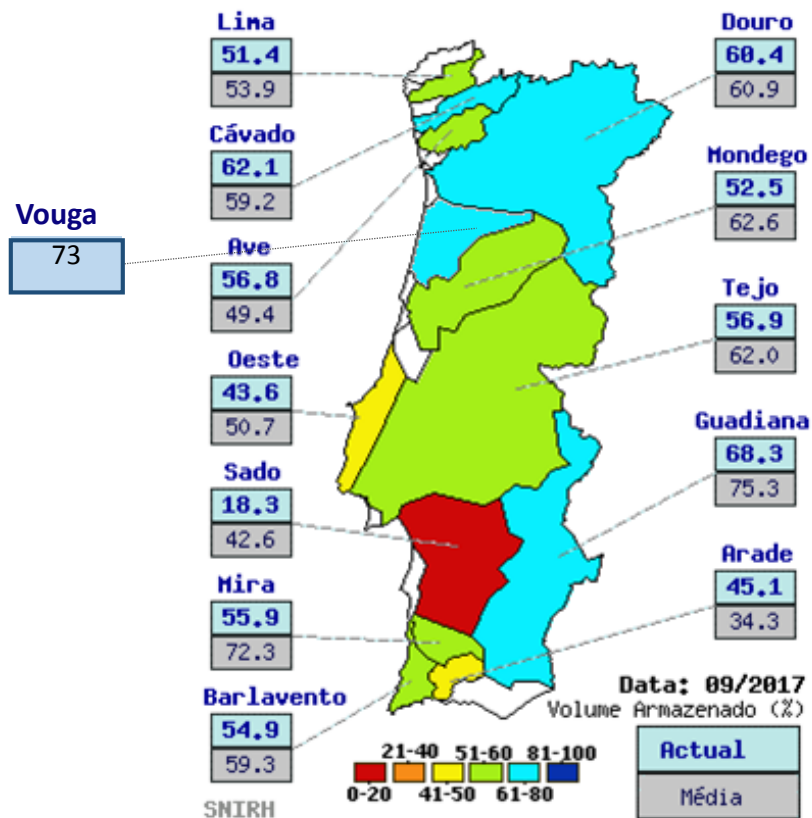 Lima
51.4
53.9
Cávado
62.1
59.2
Vouga
73
Ave
56.8
49.4
Oeste
43.6
50.7
Sado
18.3
42.6
Mira
55.9
72.3
Barlavento
54.9
59.3
SNIRH
Douro
60.4
60.9
Mondego
52.5
62.6
Tejo
56.9
62.0
Guadiana
68.3
75.3
Arade
45.1
34.3
Data: 09/2017
Volume Armazenado (%)
Actual
Média
21-40 51-60 81-100
0-20 41-50 61-80